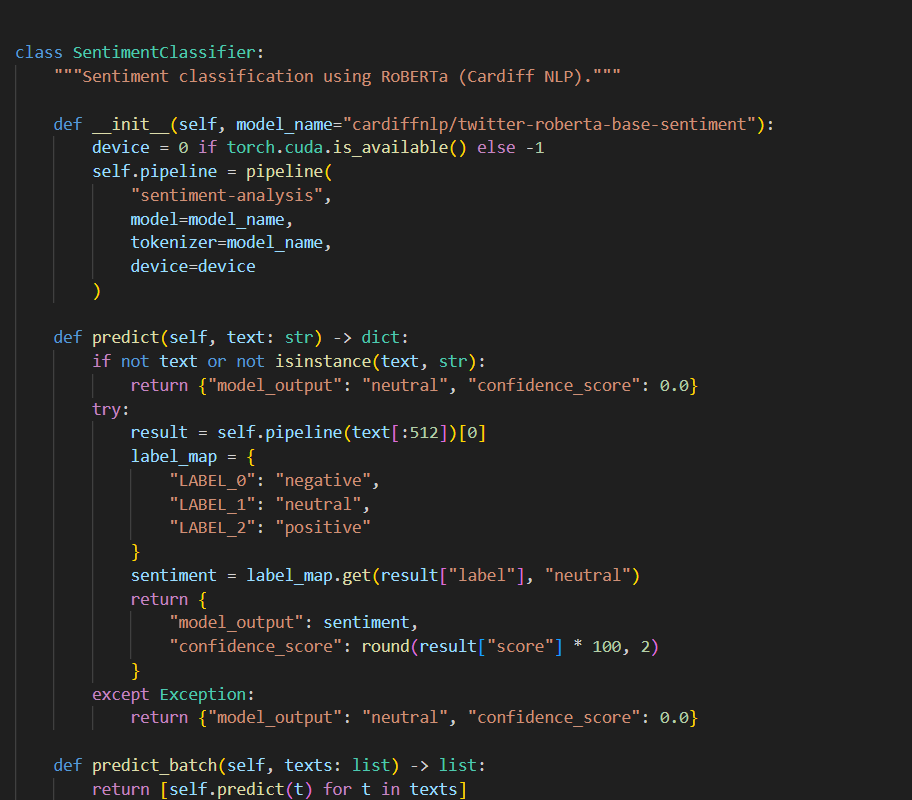 class SentimentClassifier:
    """Sentiment classification using RoBERTa (Cardiff NLP)."""
    def __init__(self, model_name="cardiffnlp/twitter-roberta-base-sentiment"):
        device = 0 if torch.cuda.is_available() else -1
        self.pipeline = pipeline(
            "sentiment-analysis",
            model=model_name,
            tokenizer=model_name,
            device=device
        )
    def predict(self, text: str) -> dict:
        if not text or not isinstance(text, str):
            return {"model_output": "neutral", "confidence_score": 0.0}
        try:
            result = self.pipeline(text[:512])[0]
            label_map = {
                "LABEL_0": "negative",
                "LABEL_1": "neutral",
                "LABEL_2": "positive"
            }
            sentiment = label_map.get(result["label"], "neutral")
            return {
                "model_output": sentiment,
                "confidence_score": round(result["score"] * 100, 2)
            }
        except Exception:
            return {"model_output": "neutral", "confidence_score": 0.0}
    def predict_batch(self, texts: list) -> list:
        return [self.predict(t) for t in texts]